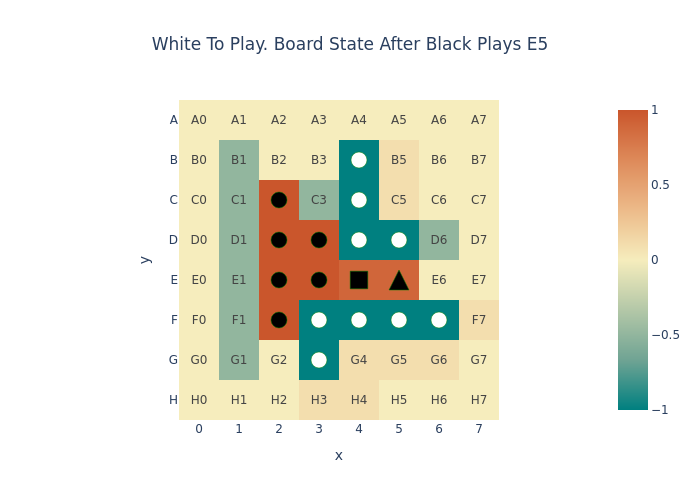 White To Play. Board State After Black Plays E5
A A0 A1 A2 A3 A4 A5 A6 A7
B B0 B1 B2 B3 B5 B6 B7
C C0 C1 C3 C5 C6 C7
D D0 D1 D6 D7
E E0 E1 E6 E7
F F0 F1 F7
G G0 G1 G2 G4 G5 G6 G7
H H0 H1 H2 H3 H4 H5 H6 H7
0 1 2 3 4 5 6 7
x
y
1
0.5
0
−0.5
−1